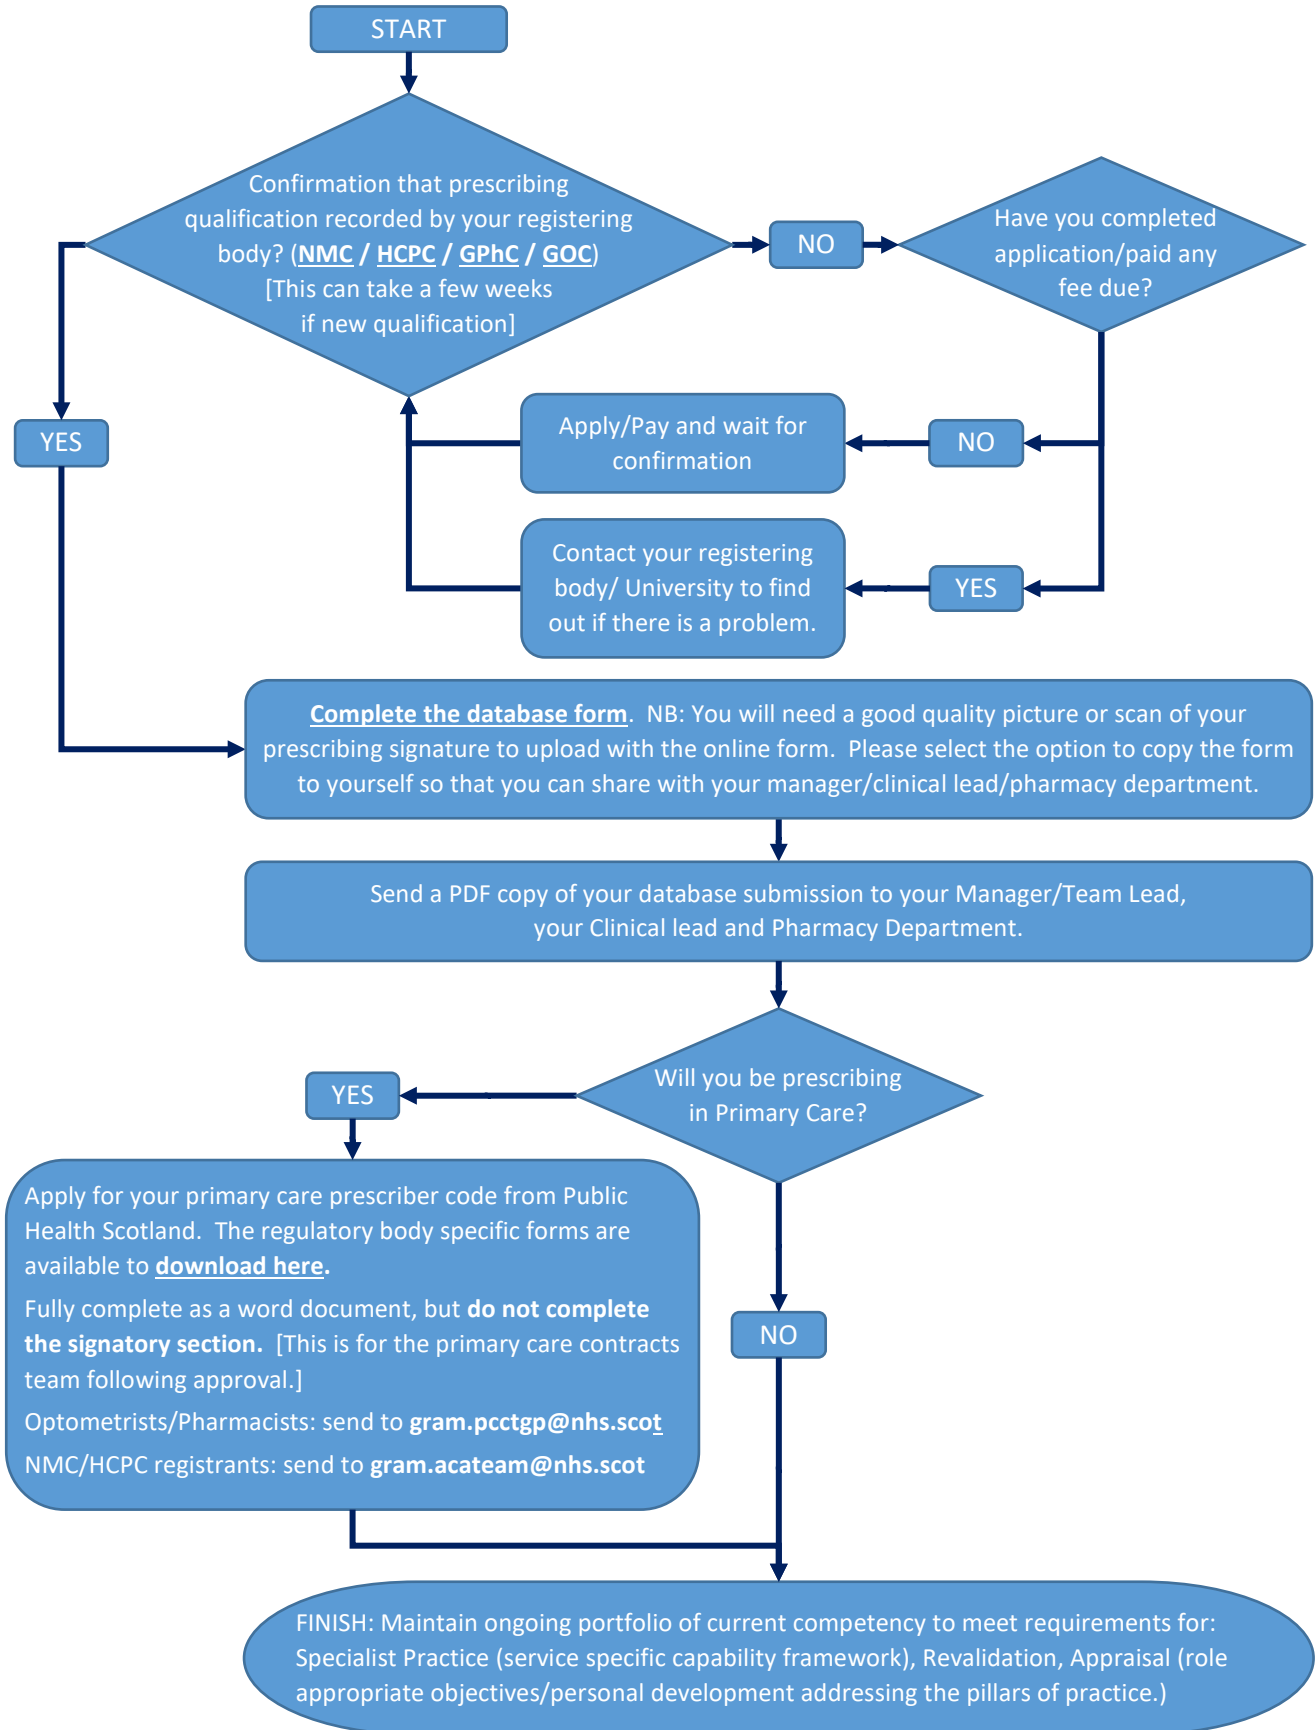 START
Confirmation that prescribing
qualification recorded by your registering
body? (NMC / HCPC / GPhC / GOC)
[This can take a few weeks
if new qualification]
NO
Have you completed
application/paid any
fee due?
YES
Apply/Pay and wait for
confirmation
NO
Contact your registering
body/ University to find
out if there is a problem.
YES
Complete the database form.  NB: You will need a good quality picture or scan of your
prescribing signature to upload with the online form.  Please select the option to copy the form
to yourself so that you can share with your manager/clinical lead/pharmacy department.
Send a PDF copy of your database submission to your Manager/Team Lead,
your Clinical lead and Pharmacy Department.
Will you be prescribing
in Primary Care?
YES
Apply for your primary care prescriber code from Public
Health Scotland.  The regulatory body specific forms are
available to download here.
Fully complete as a word document, but do not complete
the signatory section.  [This is for the primary care contracts
team following approval.]
Optometrists/Pharmacists: send to gram.pcctgp@nhs.scot
NMC/HCPC registrants: send to gram.acateam@nhs.scot
NO
FINISH: Maintain ongoing portfolio of current competency to meet requirements for:
Specialist Practice (service specific capability framework), Revalidation, Appraisal (role
appropriate objectives/personal development addressing the pillars of practice.)